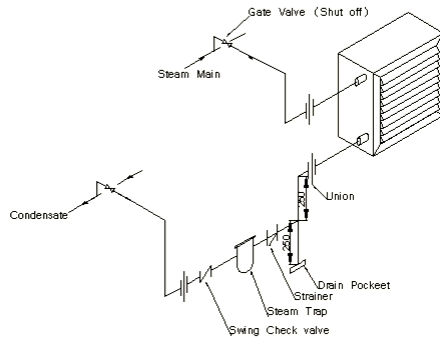 Gate Valve (Shut off)
Steam Main
Union
250
Condensate
250
Drain Pockeet
Strainer
Steam Trap
Swing Check valve